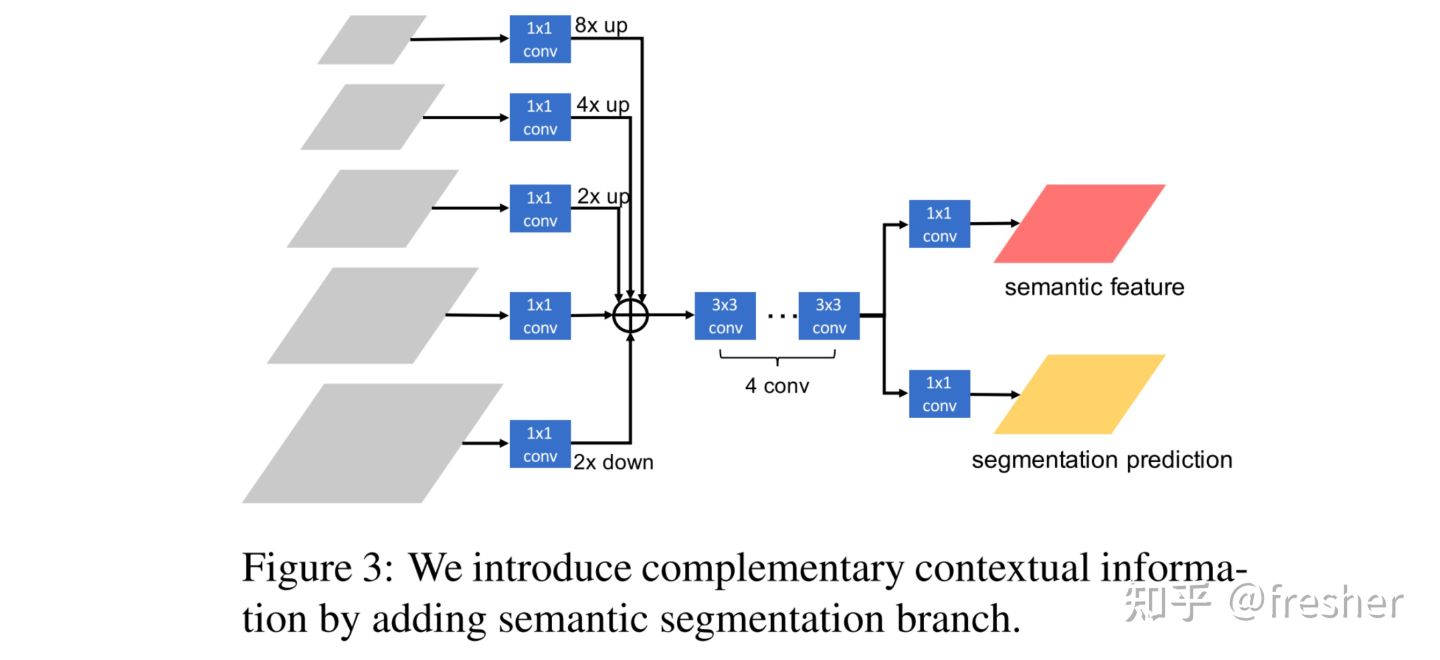 1x1
conv
8x up
1x1
conv
4x up
1x1
conv
2x up
1x1
conv
1x1
conv
2x down
3x3
conv
...
3x3
conv
4 conv
1x1
conv
semantic feature
1x1
conv
segmentation prediction
Figure 3: We introduce complementary contextual informa-
tion by adding semantic segmentation branch.
知乎 @fresher